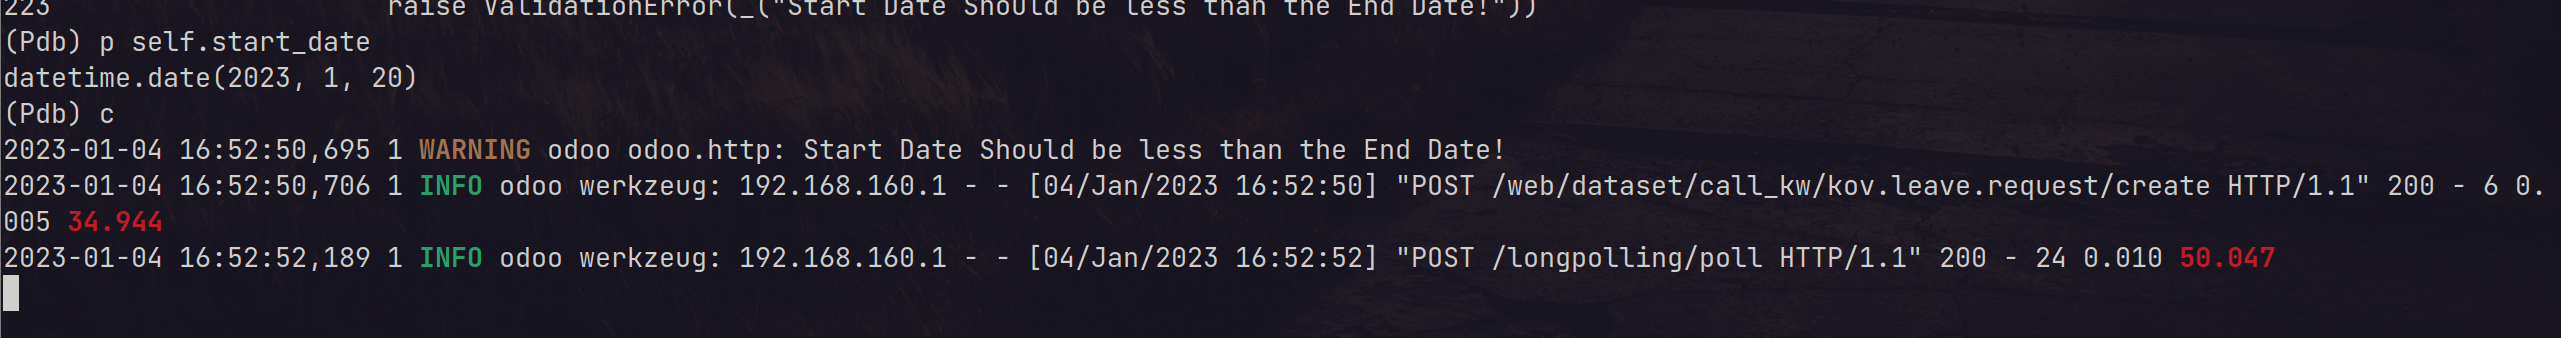 223                     raise ValidationError(_("Start Date Should be less than the End Date!"))
(Pdb) p self.start_date
datetime.date(2023, 1, 20)
(Pdb) c
2023-01-04 16:52:50,695 1 WARNING odoo odoo.http: Start Date Should be less than the End Date!
2023-01-04 16:52:50,706 1 INFO odoo werkzeug: 192.168.160.1 - - [04/Jan/2023 16:52:50] "POST /web/dataset/call_kw/kov.leave.request/create HTTP/1.1" 200 - 6 0.
005 34.944
2023-01-04 16:52:52,189 1 INFO odoo werkzeug: 192.168.160.1 - - [04/Jan/2023 16:52:52] "POST /longpolling/poll HTTP/1.1" 200 - 24 0.010 50.047